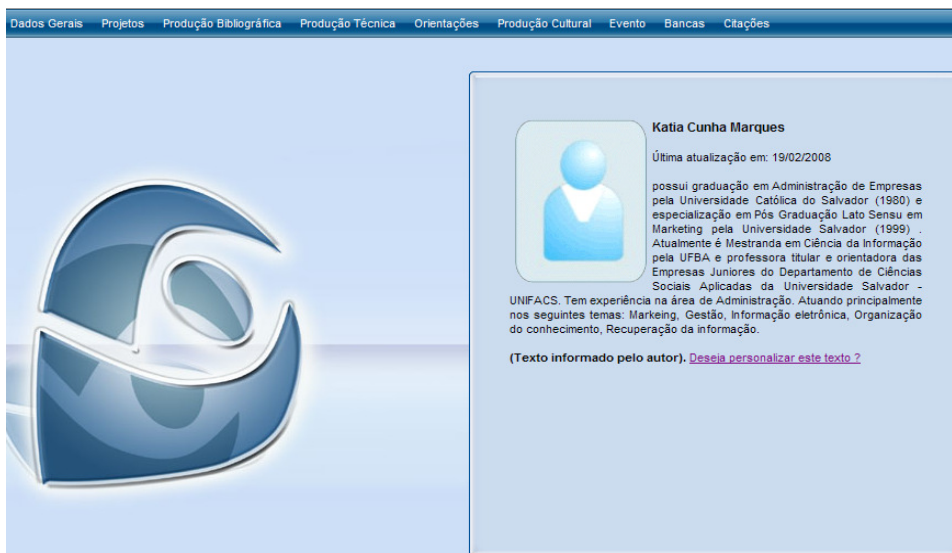 Dados Gerais Projetos Produção Bibliográfica Produção Técnica Orientações Produção Cultural Evento Bancas Citações
Katia Cunha Marques
Última atualização em: 19/02/2008
possui graduação em Administração de Empresas
pela Universidade Católica do Salvador (1980) e
especialização em Pós Graduação Lato Sensu em
Marketing pela Universidade Salvador (1999) .
Atualmente é Mestranda em Ciência da Informação
pela UFBA e professora titular e orientadora das
Empresas Juniores do Departamento de Ciências
Sociais Aplicadas da Universidade Salvador -
UNIFACS. Tem experiência na área de Administração. Atuando principalmente
nos seguintes temas: Markeing, Gestão, Informação eletrônica, Organização
do conhecimento, Recuperação da informação.
(Texto informado pelo autor). Deseja personalizar este texto ?